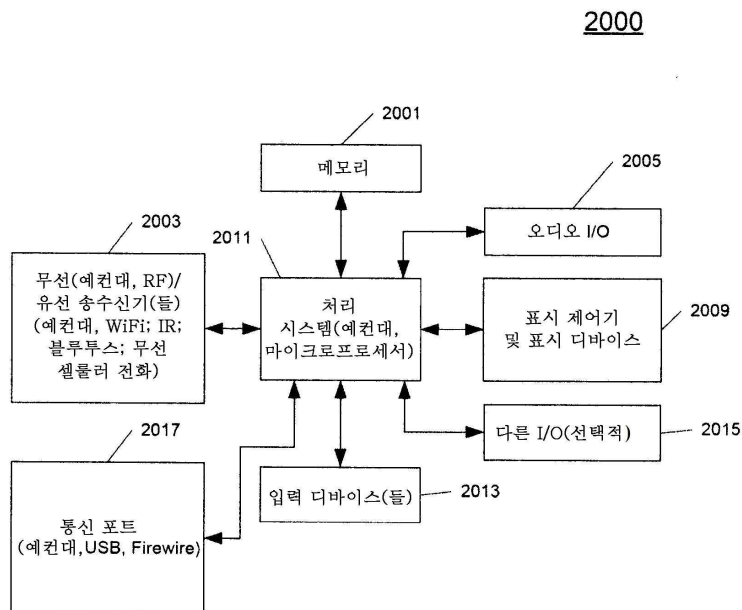 2000
2001
메모리
2005
오디오 I/O
2003
무선(예컨대, RF)/
유선 송수신기(들)
(예컨대, WiFi; IR;
블루투스; 무선
셀룰러 전화)
2011
처리
시스템(예컨대,
마이크로프로세서)
표시 제어기
및 표시 디바이스
2009
다른 I/O(선택적)
2015
2017
통신 포트
(예컨대,USB, Firewire)
입력 디바이스(들)
2013